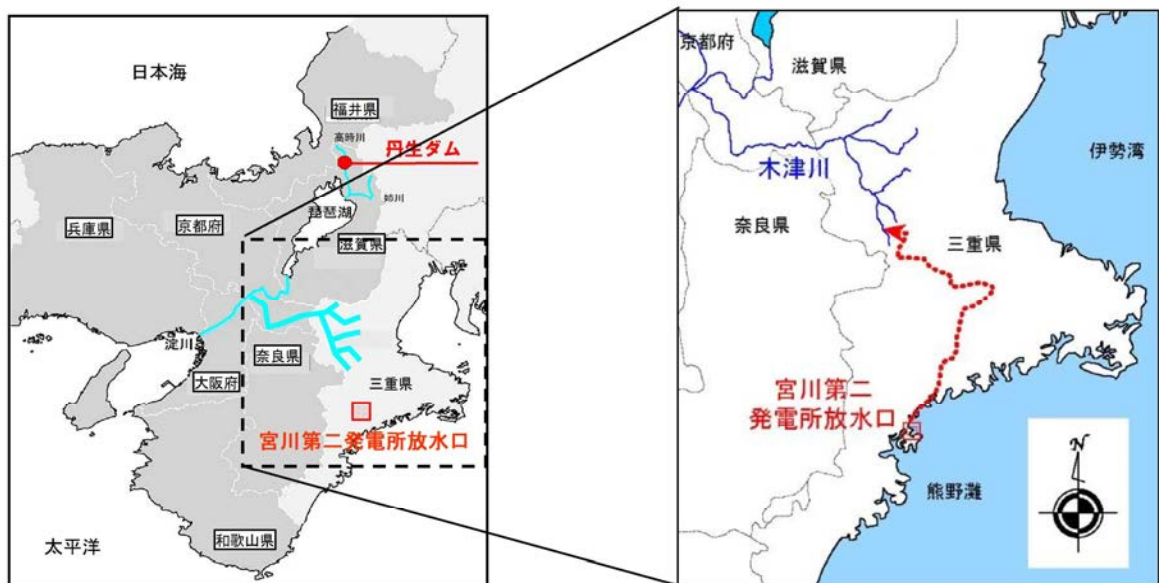 日本海
福井県
高時川
丹生ダム
姉川
琵琶湖
兵庫県
京都府
滋賀県
淀川
奈良県
大阪府
三重県
宮川第二発電所放水口
和歌山県
太平洋
京都府
滋賀県
伊勢湾
木津川
奈良県
三重県
宮川第二
発電所放水口
熊野灘
N